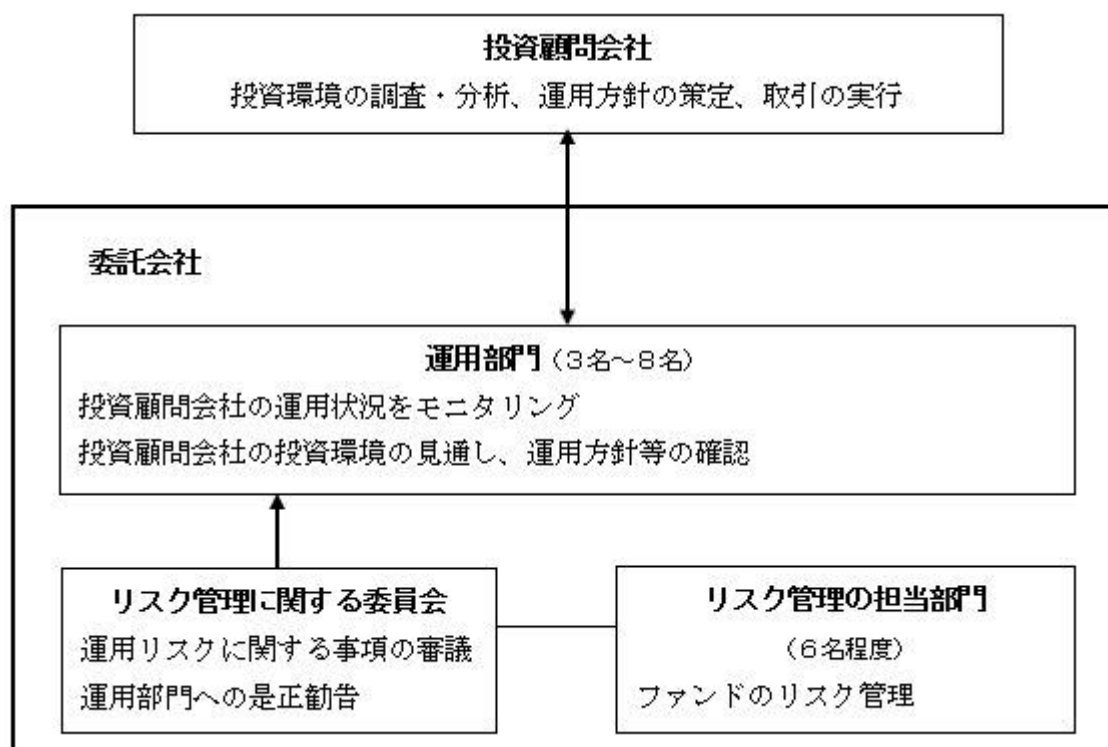 投資顧問会社
投資環境の調査・分析、運用方針の策定、取引の実行
委託会社
運用部門（3名～8名）
投資顧問会社の運用状況をモニタリング
投資顧問会社の投資環境の見通し、運用方針等の確認
リスク管理に関する委員会
運用リスクに関する事項の審議
運用部門への是正勧告
リスク管理の担当部門
（6名程度）
ファンドのリスク管理